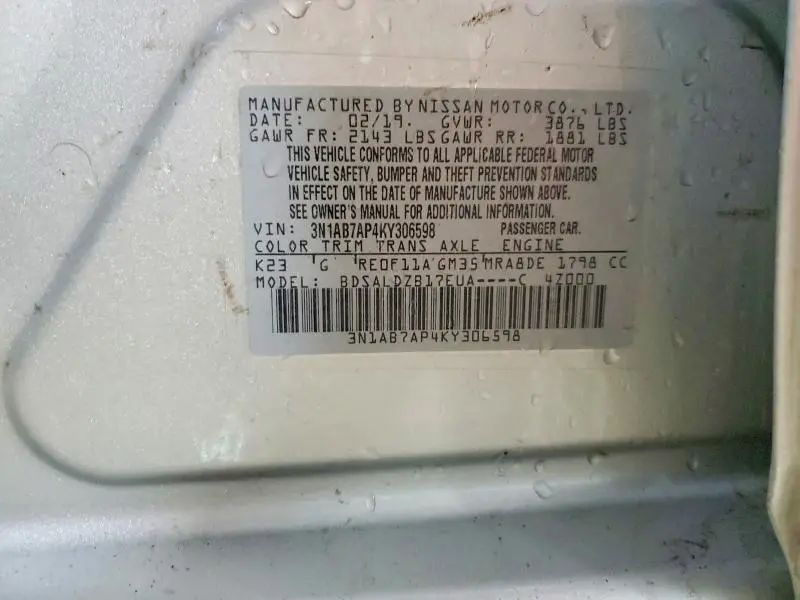 MANUFACTURED BY NISSAN MOTOR CO., LTD.
DATE: 02/19. GVWR: 3876 LBS
GAWR FR: 2143 LBS GAWR RR: 1881 LBS
THIS VEHICLE CONFORMS TO ALL APPLICABLE FEDERAL MOTOR
VEHICLE SAFETY, BUMPER AND THEFT PREVENTION STANDARDS
IN EFFECT ON THE DATE OF MANUFACTURE SHOWN ABOVE.
SEE OWNER'S MANUAL FOR ADDITIONAL INFORMATION.
VIN: 3N1AB7AP4KY306598 PASSENGER CAR.
COLOR TRIM TRANS AXLE ENGINE
K23 G RE0F11A GM35 MRA8DE 1798 CC
MODEL: BDSALDZB17EUA----C 4Z000
3N1AB7AP4KY306598